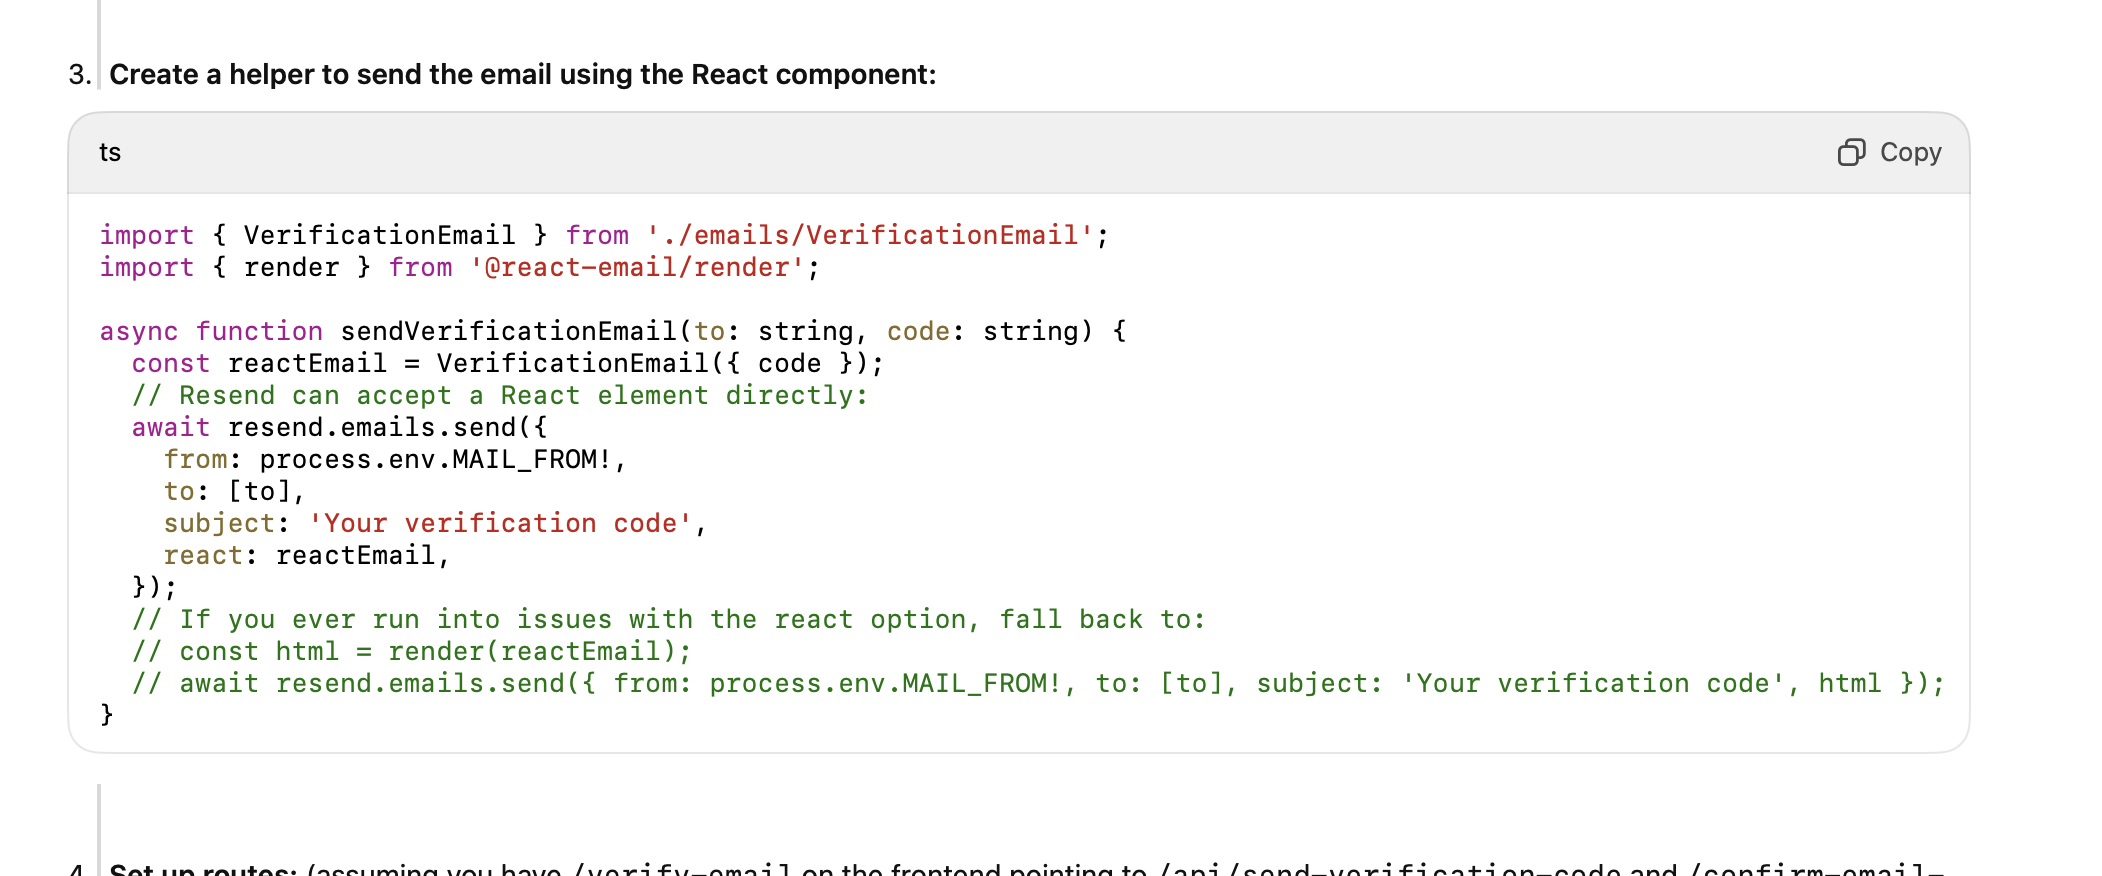 3. Create a helper to send the email using the React component:
ts
Copy
import { VerificationEmail } from './emails/VerificationEmail';
import { render } from '@react-email/render';
async function sendVerificationEmail(to: string, code: string) {
  const reactEmail = VerificationEmail({ code });
  // Resend can accept a React element directly:
  await resend.emails.send({
    from: process.env.MAIL_FROM!,
    to: [to],
    subject: 'Your verification code',
    react: reactEmail,
  });
  // If you ever run into issues with the react option, fall back to:
  // const html = render(reactEmail);
  // await resend.emails.send({ from: process.env.MAIL_FROM!, to: [to], subject: 'Your verification code', html });
}
4. Set up routes: (assuming you have /verify-email on the frontend pointing to /api/send-verification-code and /confirm-email-